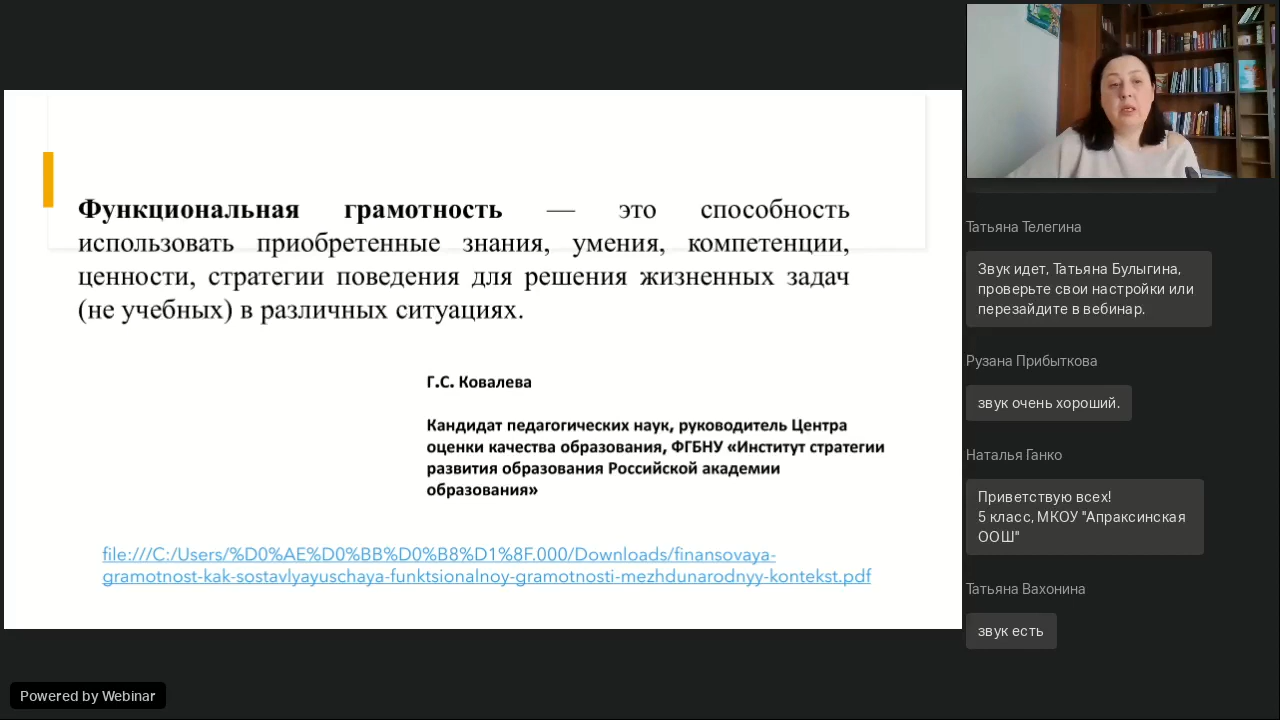 Функциональная грамотность — это способность
использовать приобретенные знания, умения, компетенции,
ценности, стратегии поведения для решения жизненных задач
(не учебных) в различных ситуациях.
Г.С. Ковалева
Кандидат педагогических наук, руководитель Центра
оценки качества образования, ФГБНУ «Институт стратегии
развития образования Российской академии
образования»
file:///C:/Users/%D0%AE%D0%BB%D0%B8%D1%8F.000/Downloads/finansovaya-
gramotnost-kak-sostavlyayuschaya-funktsionalnoy-gramotnosti-mezhdunarodnyy-kontekst.pdf
Татьяна Телегина
Звук идет, Татьяна Булыгина,
проверьте свои настройки или
перезайдите в вебинар.
Рузана Прибыткова
звук очень хороший.
Наталья Ганко
Приветствую всех!
5 класс, МКОУ "Апраксинская
ООШ"
Татьяна Вахонина
звук есть
Powered by Webinar